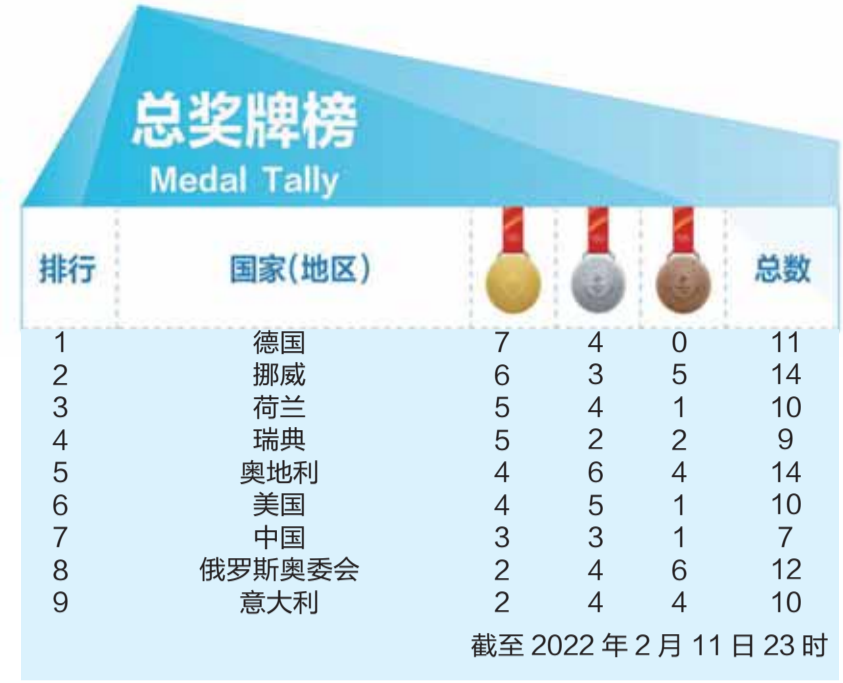 总奖牌榜
Medal Tally
排行 国家(地区) 总数
1 德国 7 4 0 11
2 挪威 6 3 5 14
3 荷兰 5 4 1 10
4 瑞典 5 2 2 9
5 奥地利 4 6 4 14
6 美国 4 5 1 10
7 中国 3 3 1 7
8 俄罗斯奥委会 2 4 6 12
9 意大利 2 4 4 10
截至 2022 年 2 月 11 日 23 时